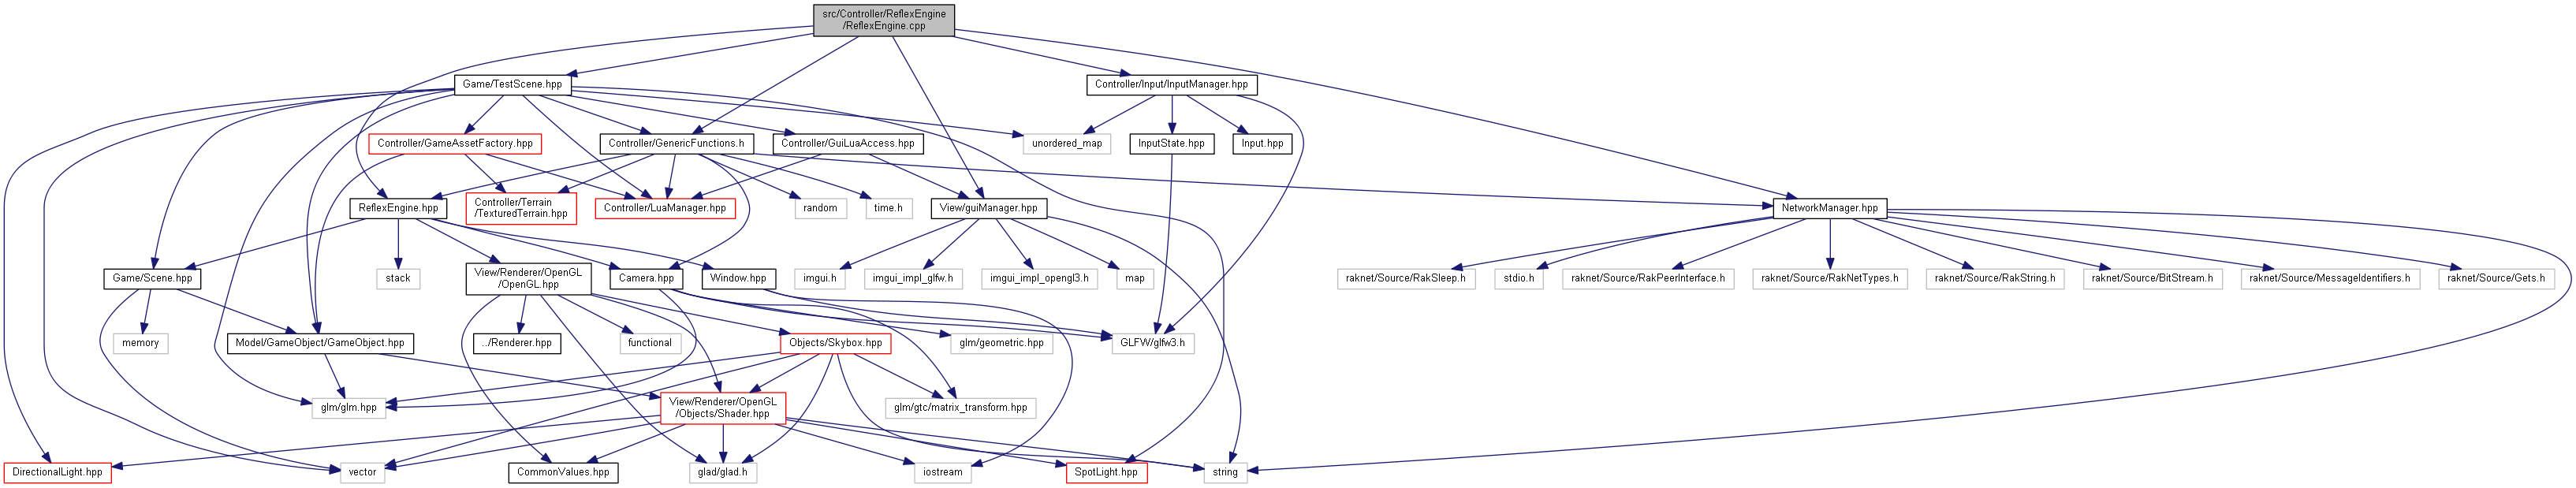 src/Controller/ReflexEngine
/ReflexEngine.cpp
Game/TestScene.hpp
Controller/Input/InputManager.hpp
Controller/GameAssetFactory.hpp
Controller/GenericFunctions.h
Controller/GuiLuaAccess.hpp
unordered_map
InputState.hpp
Input.hpp
ReflexEngine.hpp
Controller/Terrain
/TexturedTerrain.hpp
Controller/LuaManager.hpp
random
time.h
View/guiManager.hpp
NetworkManager.hpp
Game/Scene.hpp
stack
View/Renderer/OpenGL
/OpenGL.hpp
Camera.hpp
Window.hpp
imgui.h
imgui_impl_glfw.h
imgui_impl_opengl3.h
map
raknet/Source/RakSleep.h
stdio.h
raknet/Source/RakPeerInterface.h
raknet/Source/RakNetTypes.h
raknet/Source/RakString.h
raknet/Source/BitStream.h
raknet/Source/MessageIdentifiers.h
raknet/Source/Gets.h
memory
Model/GameObject/GameObject.hpp
../Renderer.hpp
functional
Objects/Skybox.hpp
glm/geometric.hpp
GLFW/glfw3.h
glm/glm.hpp
View/Renderer/OpenGL
/Objects/Shader.hpp
glm/gtc/matrix_transform.hpp
DirectionalLight.hpp
vector
CommonValues.hpp
glad/glad.h
iostream
SpotLight.hpp
string